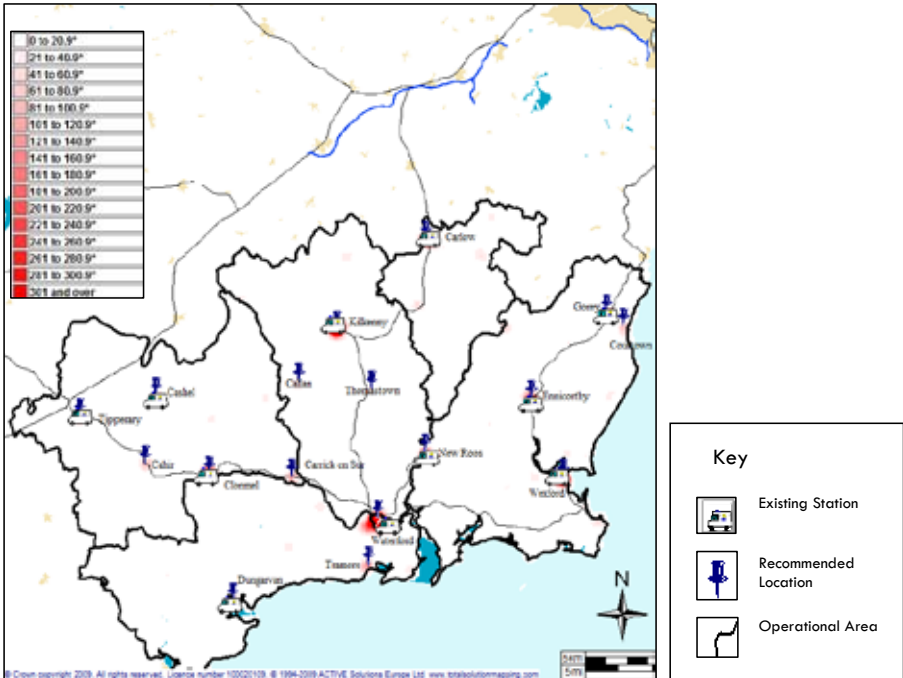 0 to 20.9*
21 to 40.9*
41 to 60.9*
61 to 80.9*
81 to 100.9*
101 to 120.9*
121 to 140.9*
141 to 160.9*
161 to 180.9*
181 to 200.9*
201 to 220.9*
221 to 240.9*
241 to 260.9*
261 to 280.9*
281 to 300.9*
301 and over
Carlow
Gorey
Kilkenny
Courtown
Callan
Thomastown
Cashel
Enniscorthy
Tipperary
New Ross
Cahir
Carrick on Suir
Clonmel
Wexford
Waterford
Tramore
Dungarvan
N
5km
5mi
© Crown copyright 2009. All rights reserved. Licence number 100020109. © 1994-2009 ACTIVE Solutions Europe Ltd. www.totalsolutionmapping.com
Key
Existing Station
Recommended
Location
Operational Area